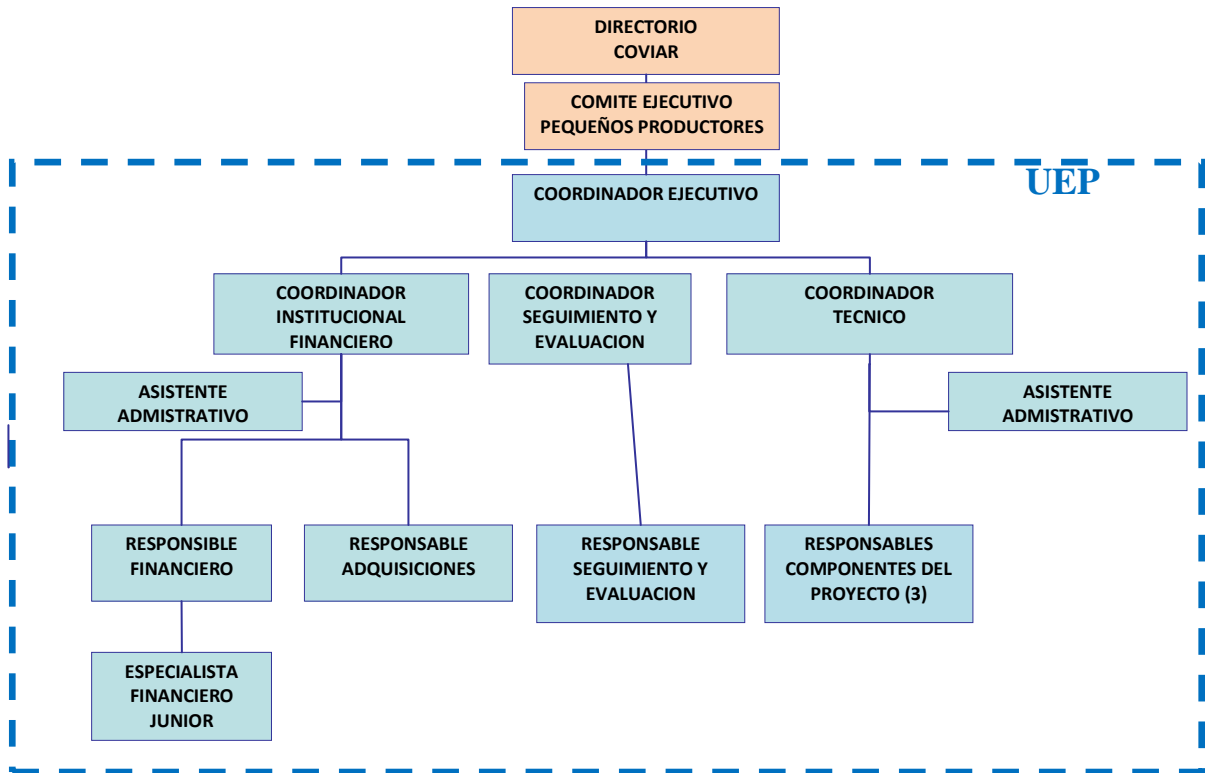 DIRECTORIO
COVIAR
COMITE EJECUTIVO
PEQUEÑOS PRODUCTORES
UEP
COORDINADOR EJECUTIVO
COORDINADOR
INSTITUCIONAL
FINANCIERO
COORDINADOR
SEGUIMIENTO Y
EVALUACION
COORDINADOR
TECNICO
ASISTENTE
ADMISTRATIVO
ASISTENTE
ADMISTRATIVO
RESPONSIBLE
FINANCIERO
RESPONSABLE
ADQUISICIONES
RESPONSABLE
SEGUIMIENTO Y
EVALUACION
RESPONSABLES
COMPONENTES DEL
PROYECTO (3)
ESPECIALISTA
FINANCIERO
JUNIOR